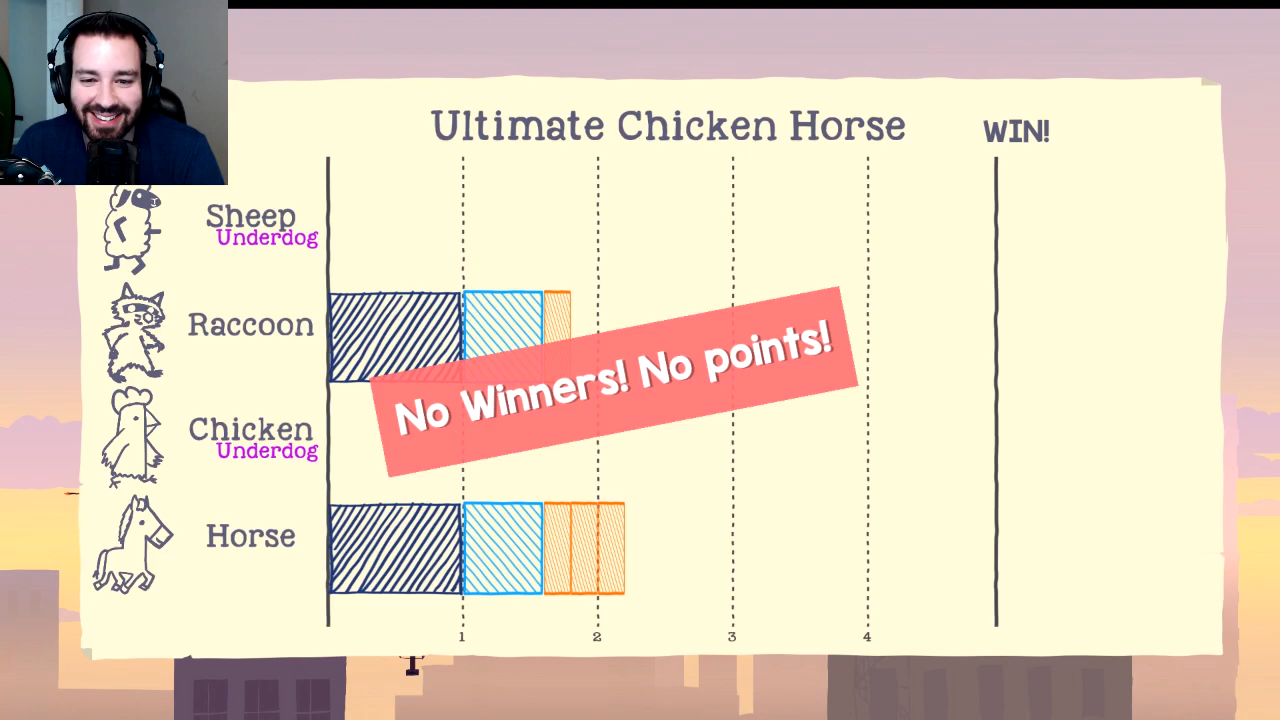 Ultimate Chicken Horse
WIN!
Sheep
Underdog
Raccoon
No Winners! No points!
Chicken
Underdog
Horse
1 2 3 4